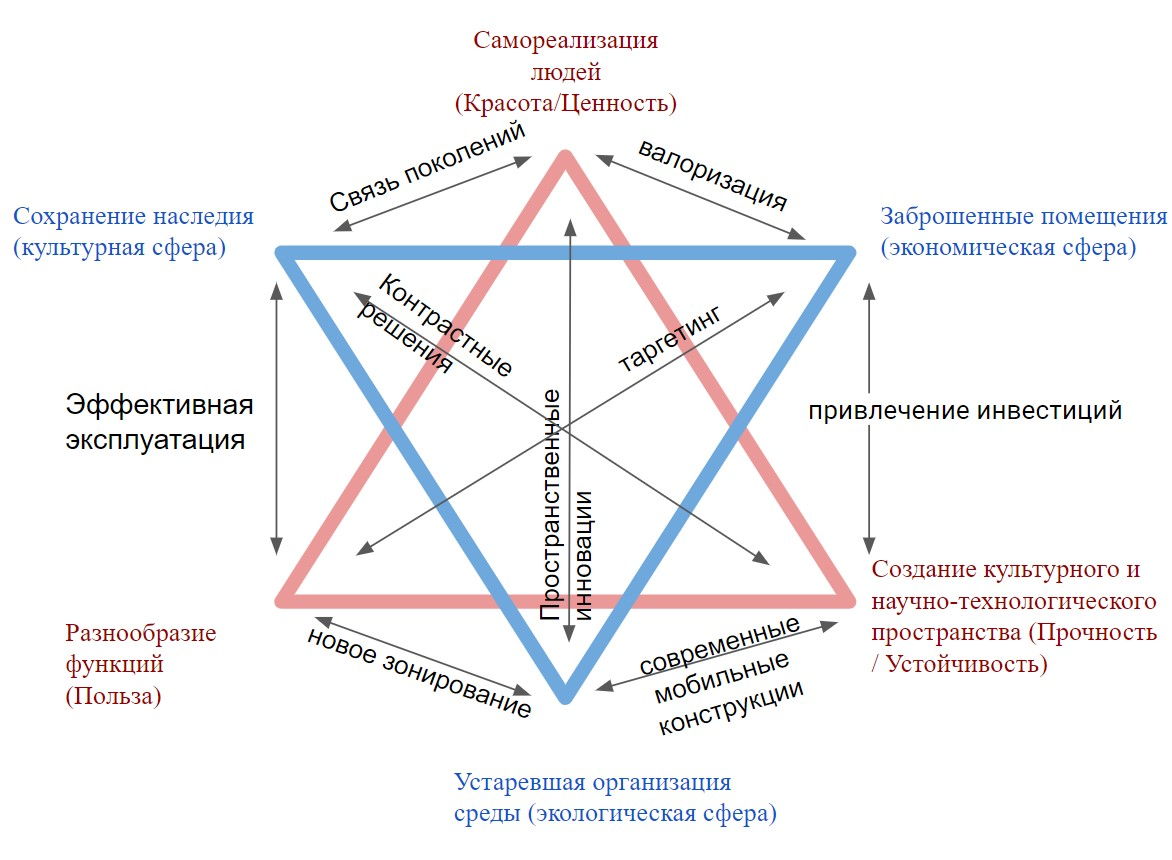 Самореализация
людей
(Красота/Ценность)
Связь поколений
валоризация
Сохранение наследия
(культурная сфера)
Заброшенные помещения
(экономическая сфера)
Контрастные
решения
таргетинг
Эффективная
эксплуатация
Пространственные
инновации
привлечение инвестиций
Разнообразие
функций
(Польза)
новое зонирование
современные
мобильные
конструкции
Создание культурного и
научно-технологического
пространства (Прочность
/ Устойчивость)
Устаревшая организация
среды (экологическая сфера)